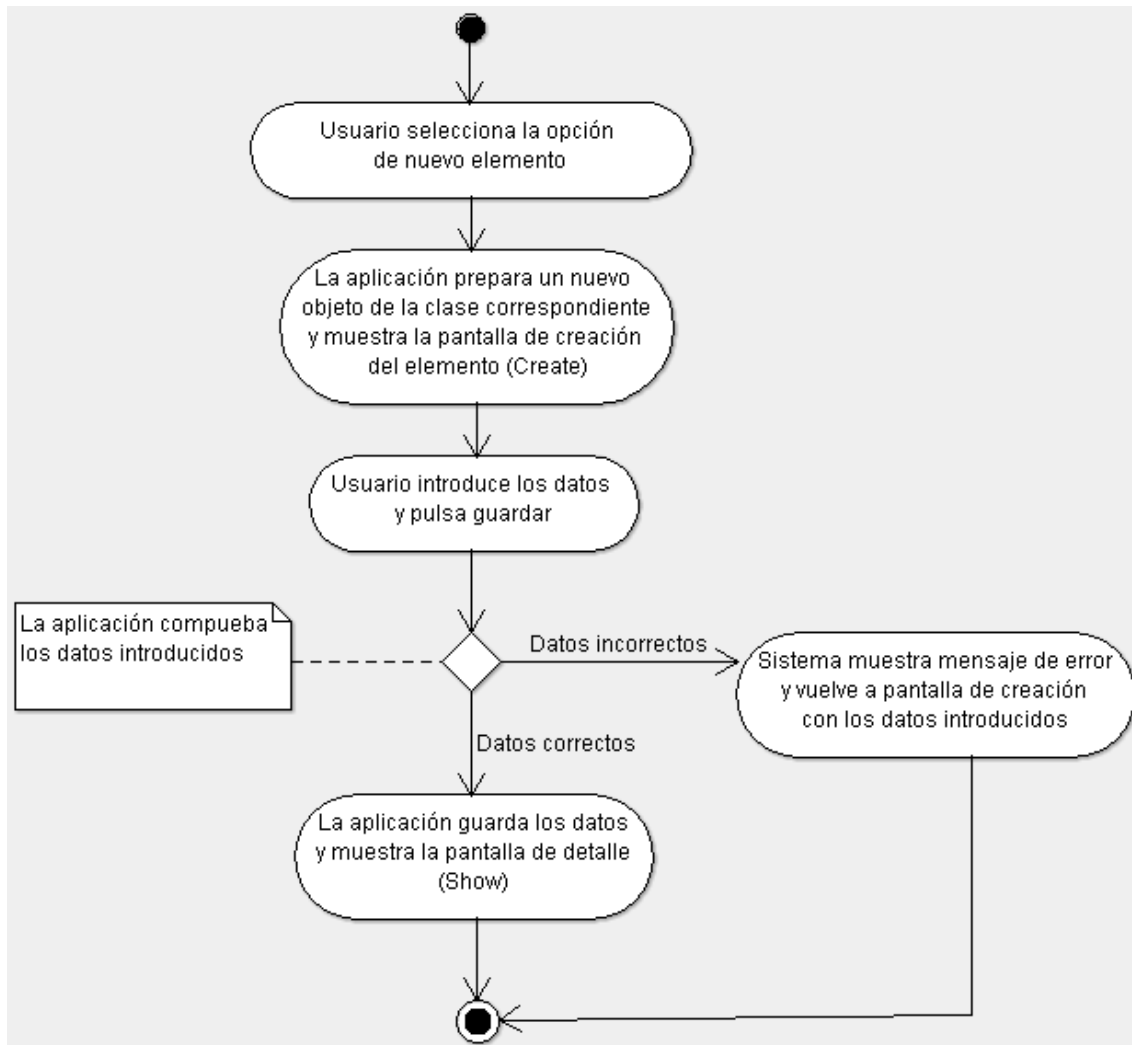 Usuario selecciona la opción
de nuevo elemento
La aplicación prepara un nuevo
objeto de la clase correspondiente
y muestra la pantalla de creación
del elemento (Create)
Usuario introduce los datos
y pulsa guardar
La aplicación compueba
los datos introducidos
Datos incorrectos
Sistema muestra mensaje de error
y vuelve a pantalla de creación
con los datos introducidos
Datos correctos
La aplicación guarda los datos
y muestra la pantalla de detalle
(Show)